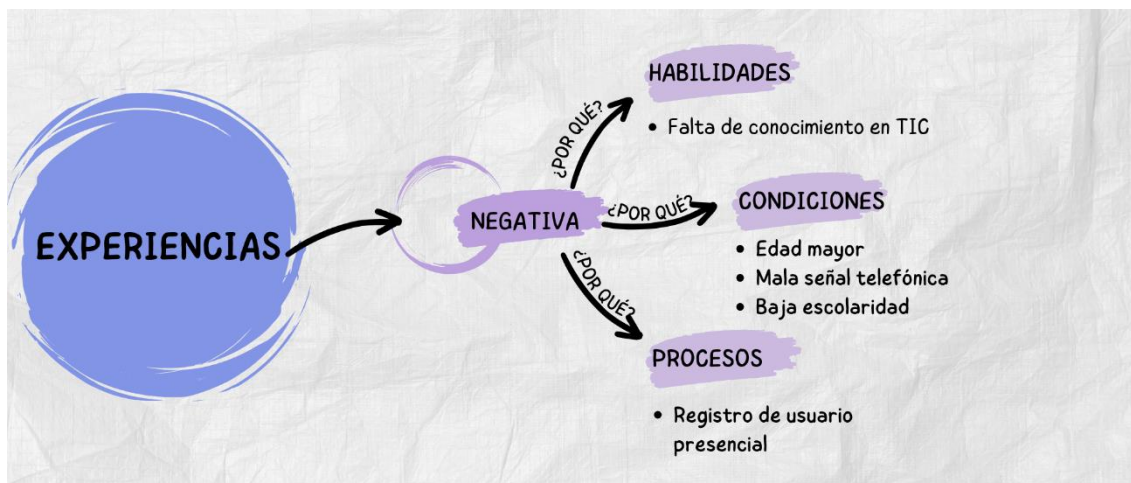 EXPERIENCIAS
NEGATIVA
¿POR QUÉ?
HABILIDADES
• Falta de conocimiento en TIC
¿POR QUÉ?
CONDICIONES
• Edad mayor
• Mala señal telefónica
• Baja escolaridad
¿POR QUÉ?
PROCESOS
• Registro de usuario
presencial